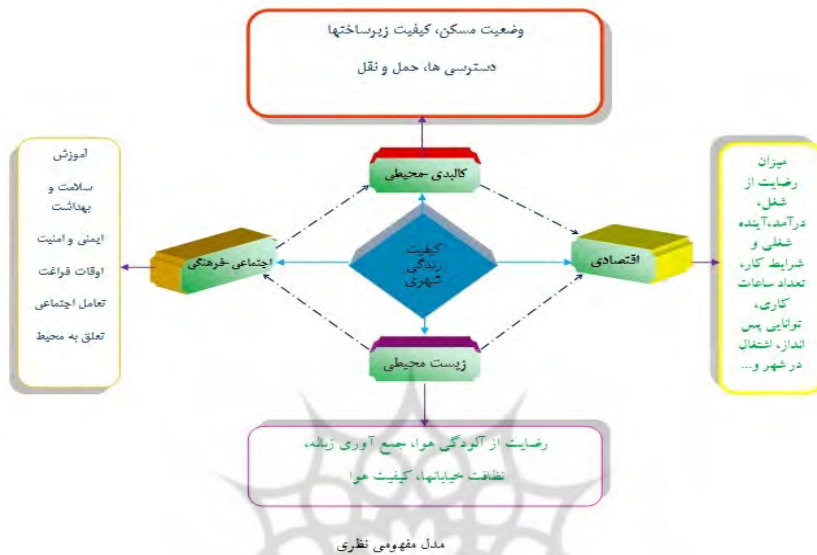 وضعیت مسکن، کیفیت زیرساختها
دسترسی ها، حمل و نقل
کالبدی-محیطی
آموزش
سلامت و
بهداشت
ایمنی و امنیت
اوقات فراغت
تعامل اجتماعی
تعلق به محیط
اجتماعی-فرهنگی
کیفیت
زندگی
شهری
اقتصادی
میزان
رضایت از
شغل،
درآمد،آینده
شغلی و
شرایط کار،
تعداد ساعات
کاری،
توانایی پس
انداز، اشتغال
در شهر و...
زیست محیطی
رضایت از آلودگی هوا، جمع آوری زباله،
نظافت خیابانها، کیفیت هوا
مدل مفهومی نظری